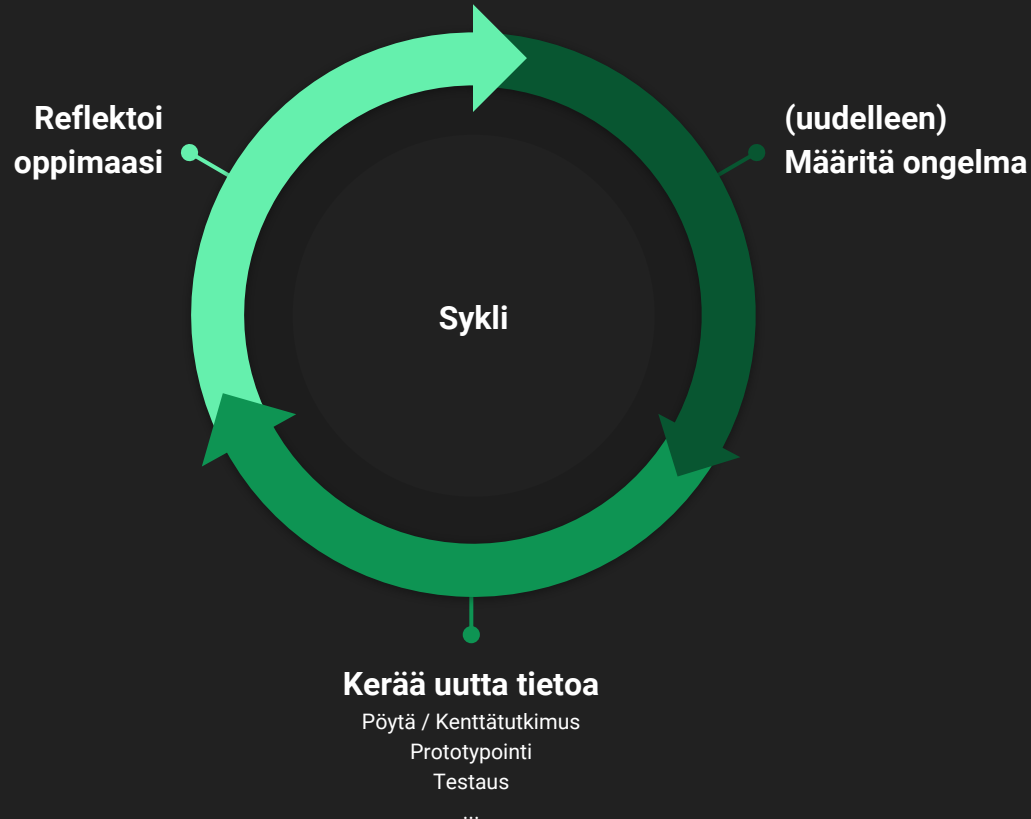 Reflektoi
oppimaasi
(uudelleen)
Määritä ongelma
Sykli
Kerää uutta tietoa
Pöytä / Kenttätutkimus
Prototypointi
Testaus